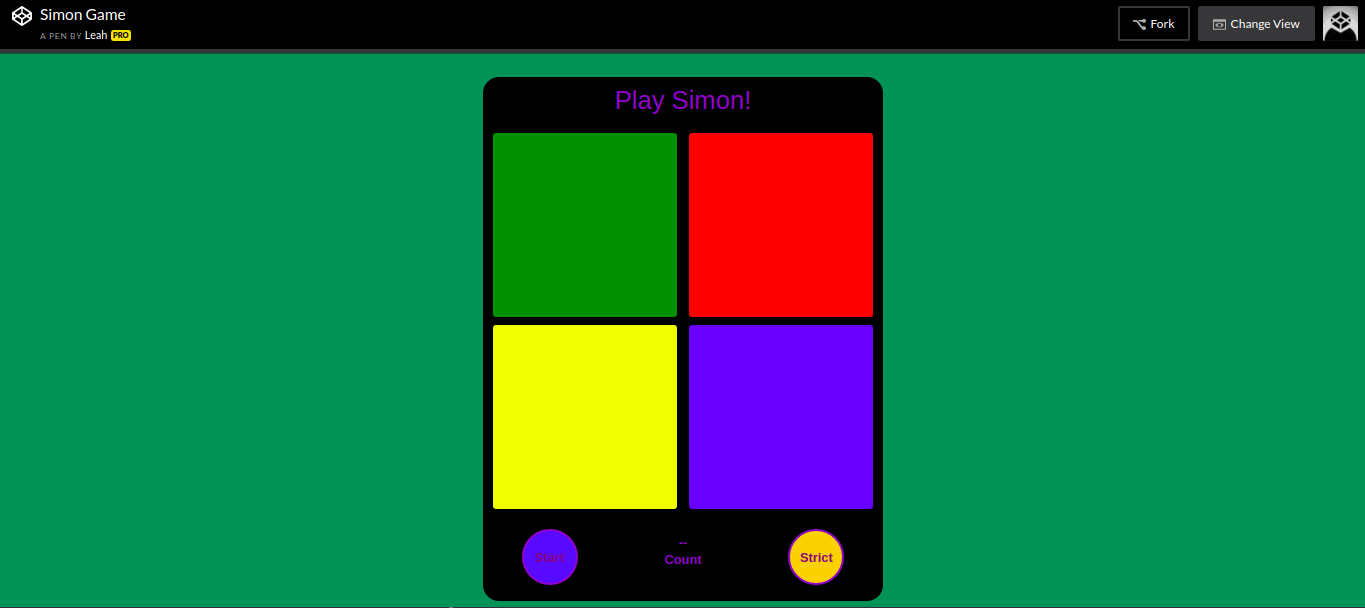 Simon Game
A PEN BY Leah PRO
Fork
Change View
Play Simon!
Start
--
Count
Strict